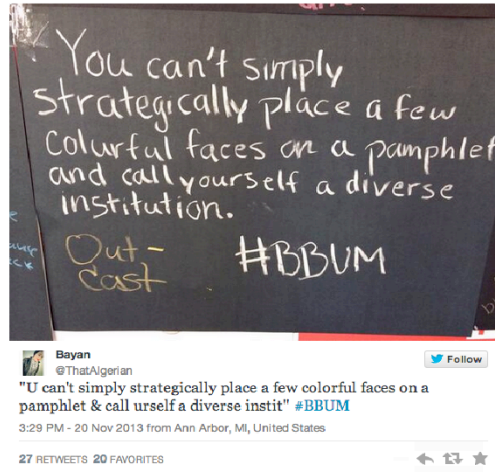 You can't simply
strategically place a few
Colurful faces on a pamphlet
and call yourself a diverse
institution.
Out-
Cast
#BBUM
Bayan
@ThatAlgerian
Follow
"U can't simply strategically place a few colorful faces on a
pamphlet & call urself a diverse instit" #BBUM
3:29 PM - 20 Nov 2013 from Ann Arbor, MI, United States
27 RETWEETS 20 FAVORITES